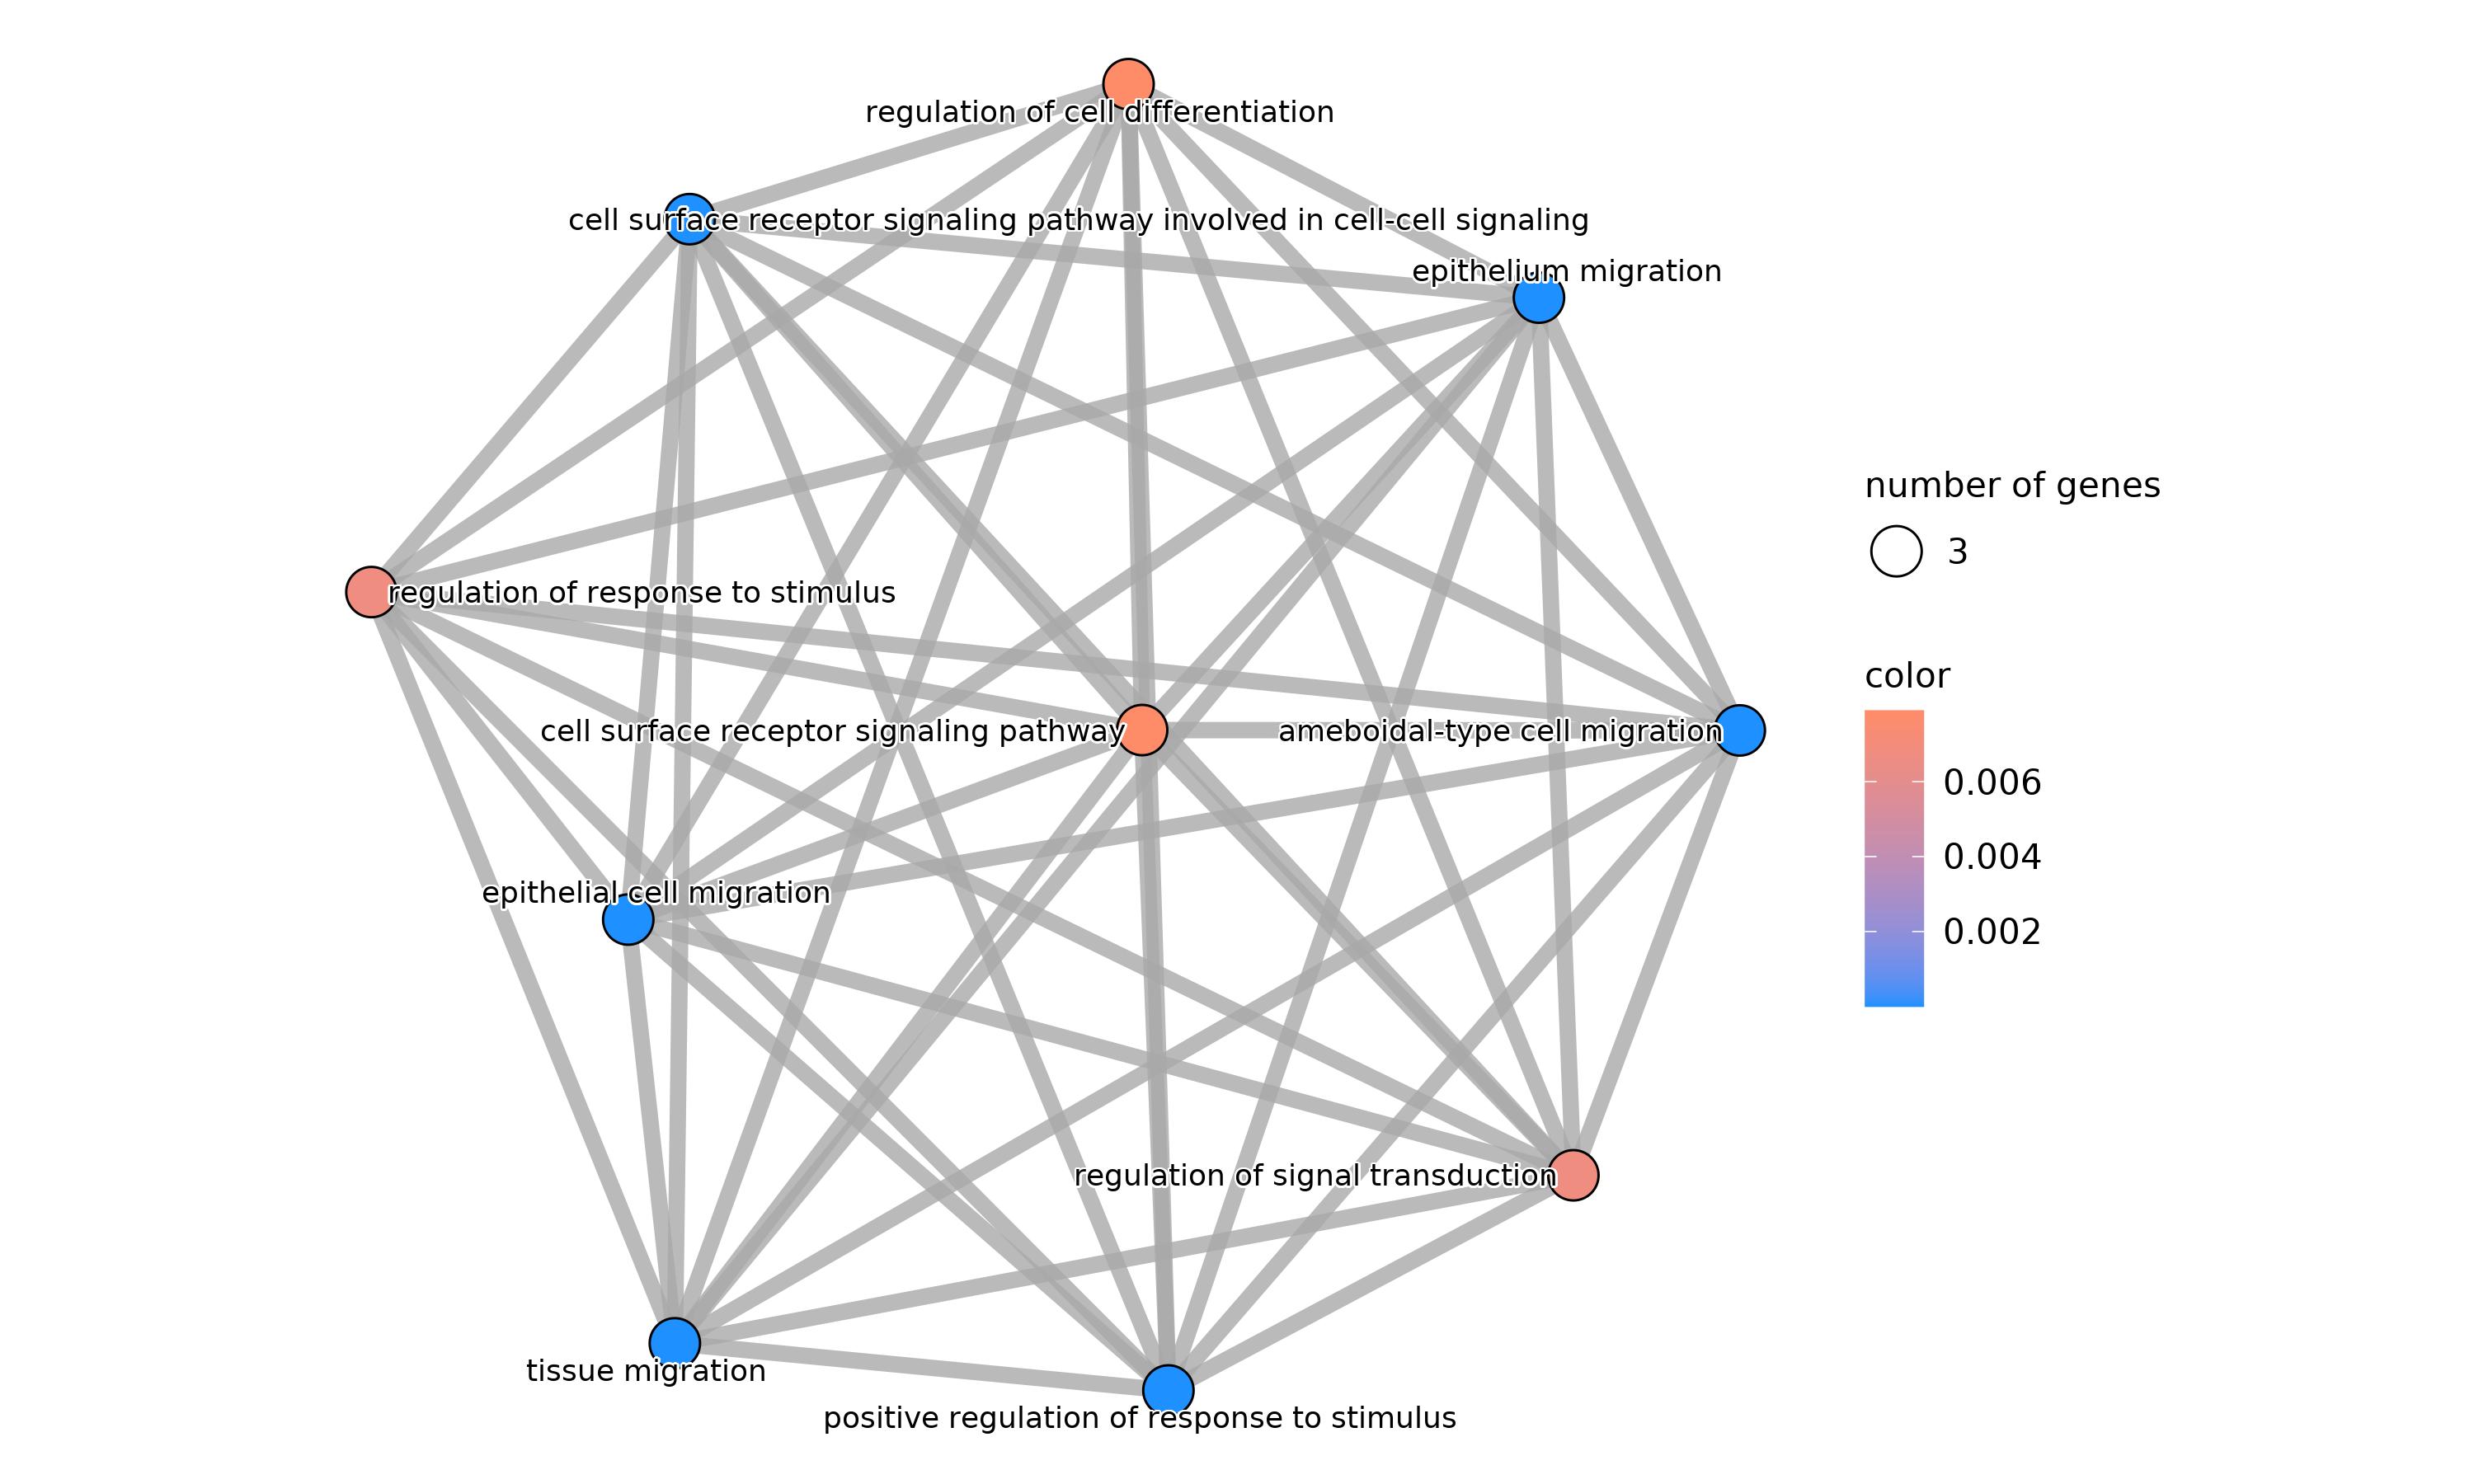 regulation of cell differentiation
cell surface receptor signaling pathway involved in cell-cell signaling
epithelium migration
regulation of response to stimulus
cell surface receptor signaling pathway
ameboidal-type cell migration
epithelial cell migration
regulation of signal transduction
tissue migration
positive regulation of response to stimulus
number of genes
3
color
0.006
0.004
0.002